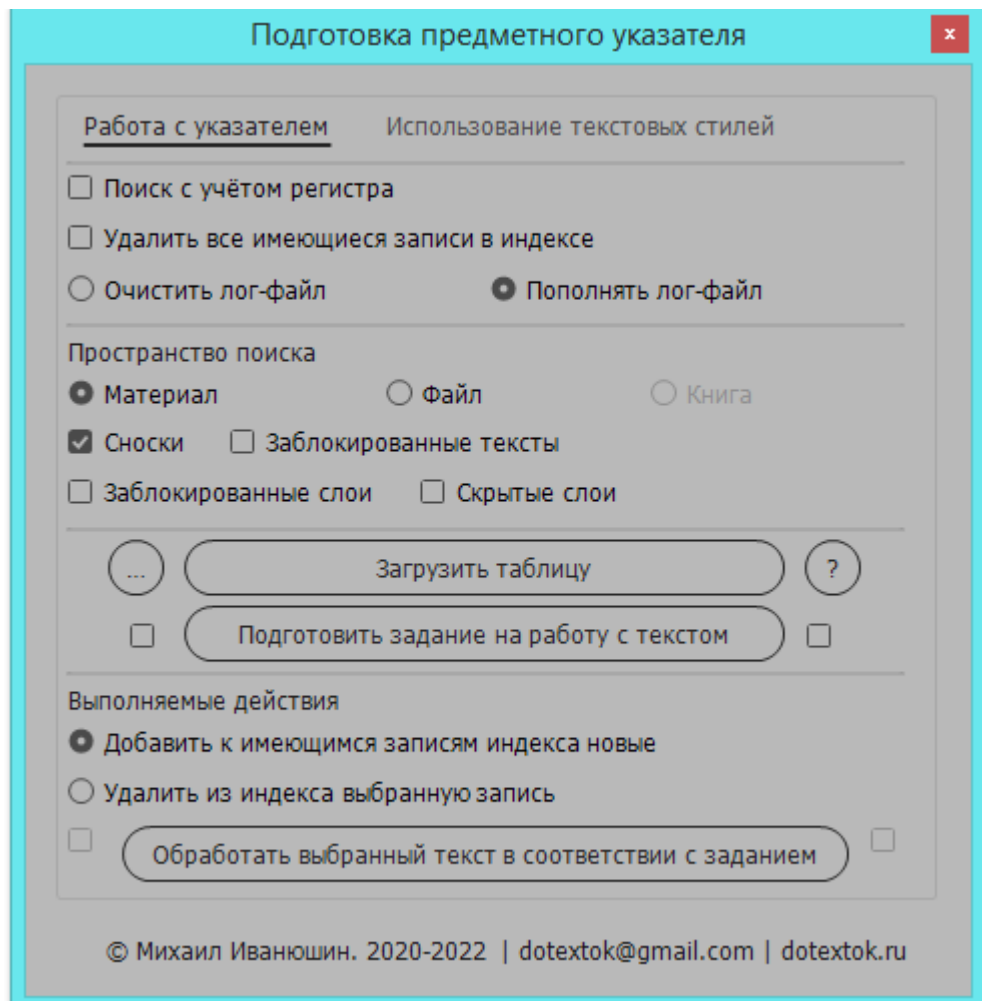 Подготовка предметного указателя
x
Работа с указателем Использование текстовых стилей
Поиск с учётом регистра
Удалить все имеющиеся записи в индексе
Очистить лог-файл Пополнять лог-файл
Пространство поиска
Материал Файл Книга
Сноски Заблокированные тексты
Заблокированные слои Скрытые слои
... Загрузить таблицу ?
Подготовить задание на работу с текстом
Выполняемые действия
Добавить к имеющимся записям индекса новые
Удалить из индекса выбранную запись
Обработать выбранный текст в соответствии с заданием
© Михаил Иванюшин. 2020-2022 | dotextok@gmail.com | dotextok.ru